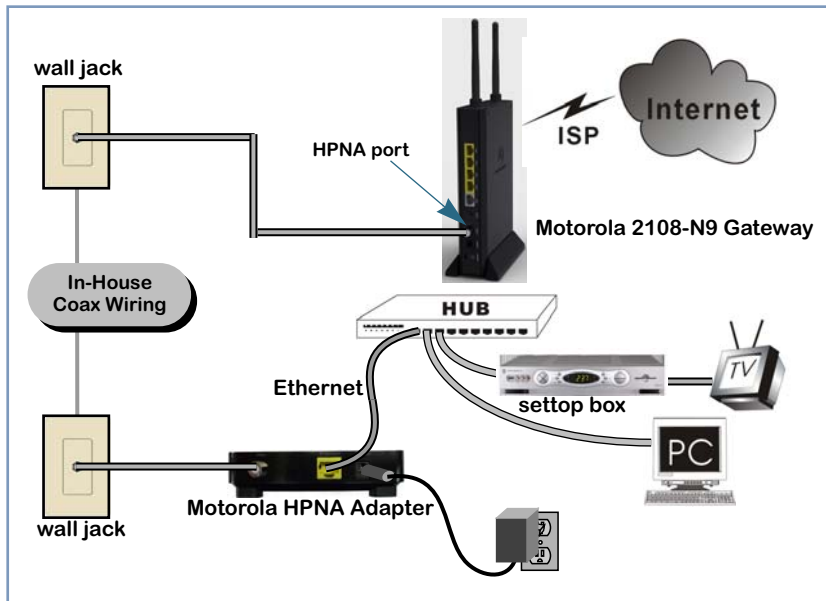 wall jack
HPNA port
ISP
Internet
Motorola 2108-N9 Gateway
In-House
Coax Wiring
HUB
Ethernet
settop box
TV
PC
Motorola HPNA Adapter
wall jack